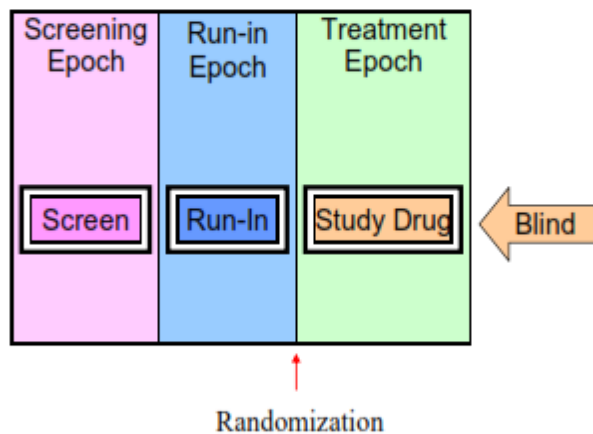 Screening
Epoch
Run-in
Epoch
Treatment
Epoch
Screen
Run-In
Study Drug
Blind
Randomization